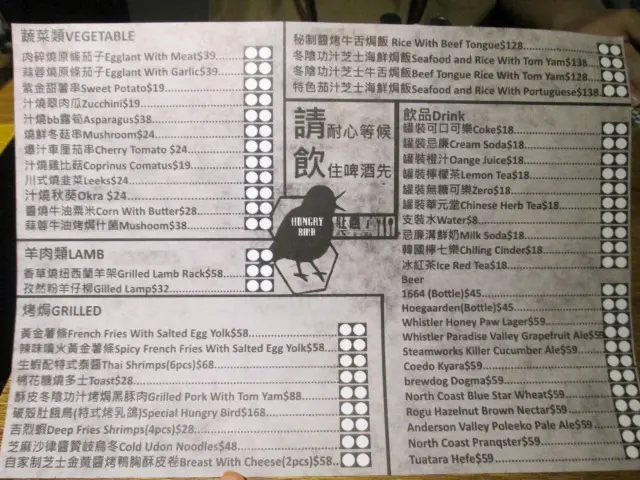 蔬菜類VEGETABLE
肉碎燒原條茄子Egglant With Meat$39
蒜蓉燒原條茄子Egglant With Garlic$39
紫金甜薯串Sweet Potato$19
汁燒翠肉瓜Zucchini$19
汁燒bb露筍Asparagus$38
燒鮮冬菇串Mushroom$24
爆汁車厘茄串Cherry Tomato $24
汁燒雞比菇Coprinus Comatus$19
川式燒韭菜Leeks$24
汁燒秋葵Okra $24
醬燒牛油粟米Corn With Butter$28
蒜蓉牛油烤焗什菌Mushoom$38
羊肉類LAMB
香草燒紐西蘭羊架Grilled Lamb Rack$58
孜然粉羊仔柳Gilled Lamp$32
烤焗GRILLED
黃金薯條French Fries With Salted Egg Yolk$58
辣味噴火黃金薯條Spicy French Fries With Salted Egg Yolk$58
生蝦配特式泰醬Thai Shrimps(6pcs)$68
棉花糖燒多士Toast$28
酥皮冬陰功汁烤焗黑豚肉Grilled Pork With Tom Yam$88
破殼肚餓鳥(特式烤乳鴿)Special Hungry Bird$168
吉烈蝦Deep Fries Shrimps(4pcs)$28
芝麻沙律醬贊岐烏冬Cold Udon Noodles$48
自家制芝士金黃醬烤鴨胸酥皮卷Breast With Cheese(2pcs)$58
秘制醬烤牛舌焗飯 Rice With Beef Tongue$128
冬陰功汁芝士海鮮焗飯Seafood and Rice With Tom Yam$138
冬陰功汁芝士牛舌焗飯Beef Tongue Rice With Tom Yam$128
特色茄汁芝士海鮮焗飯Seafood and Rice With Portuguese$138
請耐心等候
飲住啤酒先
HUNGRY BIRD
肚餓了
飲品Drink
罐裝可口可樂Coke$18
罐裝忌廉Cream Soda$18
罐裝橙汁Oange Juice$18
罐裝檸檬茶Lemon Tea$18
罐裝無糖可樂Zero$18
罐裝華元堂Chinese Herb Tea$18
支裝水Water$8
忌廉溝鮮奶Milk Soda$18
韓國檸七樂Chiling Cinder$18
冰紅茶Ice Red Tea$18
Beer
1664 (Bottle)$45
Hoegaarden(Bottle)$45
Whistler Honey Paw Lager$59
Whistler Paradise Valley Grapefruit Ale$59
Steamworks Killer Cucumber Ale$59
Coedo Kyara$59
brewdog Dogma$59
North Coast Blue Star Wheat$59
Rogu Hazelnut Brown Nectar$59
Anderson Valley Poleeko Pale Ale$59
North Coast Pranqster$59
Tuatara Hefe$59